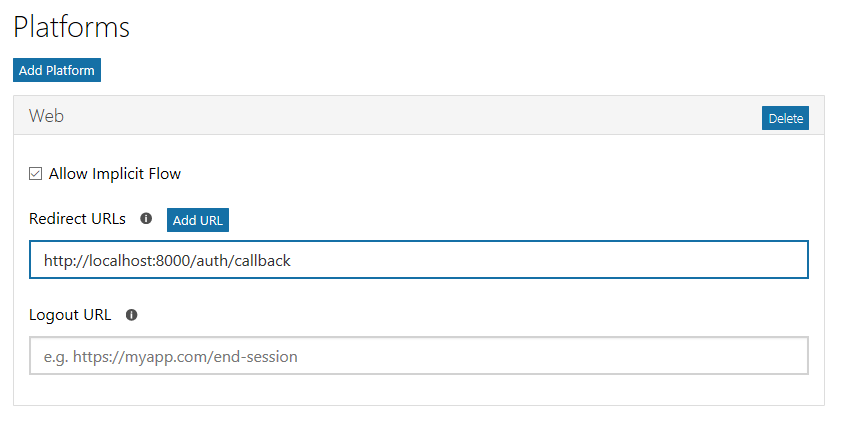 Platforms
Add Platform
Web
Delete
Allow Implicit Flow
Redirect URLs
Add URL
http://localhost:8000/auth/callback
Logout URL
e.g. https://myapp.com/end-session